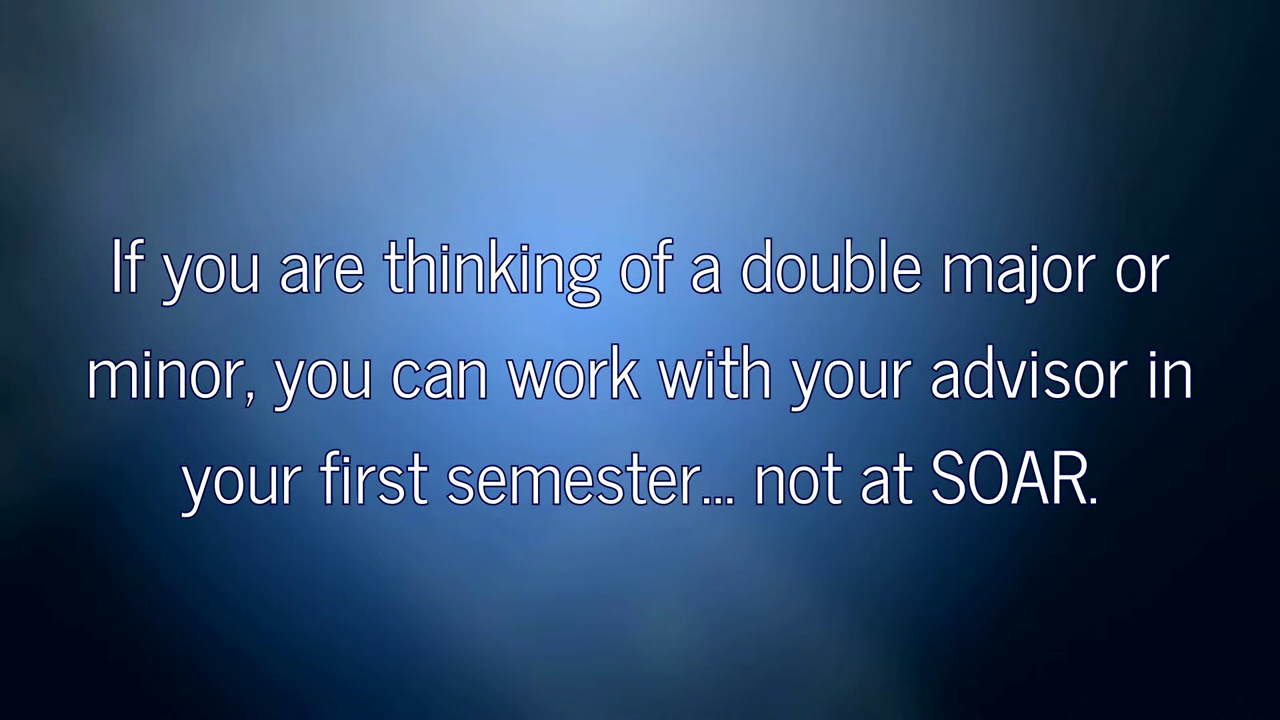 If you are thinking of a double major or
minor, you can work with your advisor in
your first semester... not at SOAR.